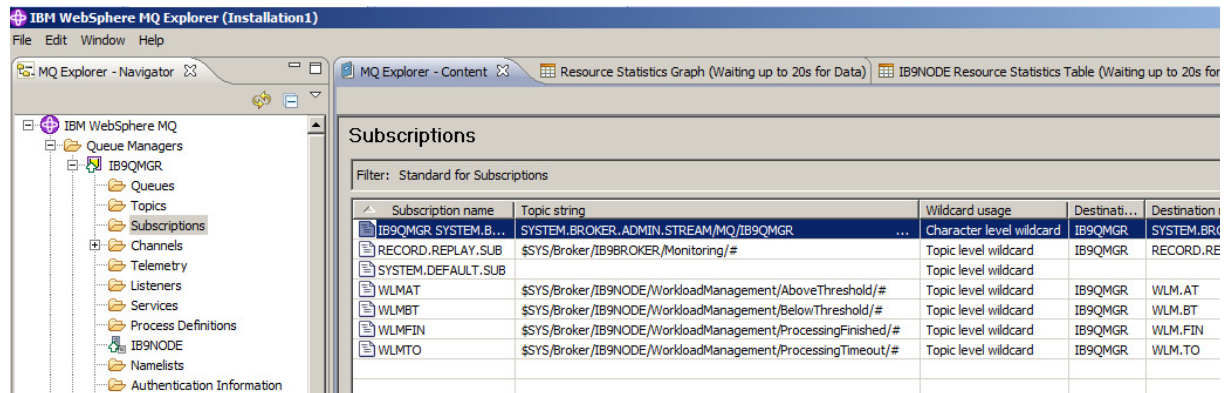 IBM WebSphere MQ Explorer (Installation1)
File Edit Window Help
MQ Explorer - Navigator
MQ Explorer - Content Resource Statistics Graph (Waiting up to 20s for Data) IB9NODE Resource Statistics Table (Waiting up to 20s for
IBM WebSphere MQ
Queue Managers
IB9QMGR
Queues
Topics
Subscriptions
Channels
Telemetry
Listeners
Services
Process Definitions
IB9NODE
Namelists
Authentication Information
Subscriptions
Filter: Standard for Subscriptions
Subscription name Topic string Wildcard usage Destinati... Destination
IB9QMGR SYSTEM.B... SYSTEM.BROKER.ADMIN.STREAM/MQ/IB9QMGR ... Character level wildcard IB9QMGR SYSTEM.BRO
RECORD.REPLAY.SUB $SYS/Broker/IB9BROKER/Monitoring/# Topic level wildcard IB9QMGR RECORD.RE
SYSTEM.DEFAULT.SUB Topic level wildcard
WLMAT $SYS/Broker/IB9NODE/WorkloadManagement/AboveThreshold/# Topic level wildcard IB9QMGR WLM.AT
WLMBT $SYS/Broker/IB9NODE/WorkloadManagement/BelowThreshold/# Topic level wildcard IB9QMGR WLM.BT
WLMFIN $SYS/Broker/IB9NODE/WorkloadManagement/ProcessingFinished/# Topic level wildcard IB9QMGR WLM.FIN
WLMTO $SYS/Broker/IB9NODE/WorkloadManagement/ProcessingTimeout/# Topic level wildcard IB9QMGR WLM.TO